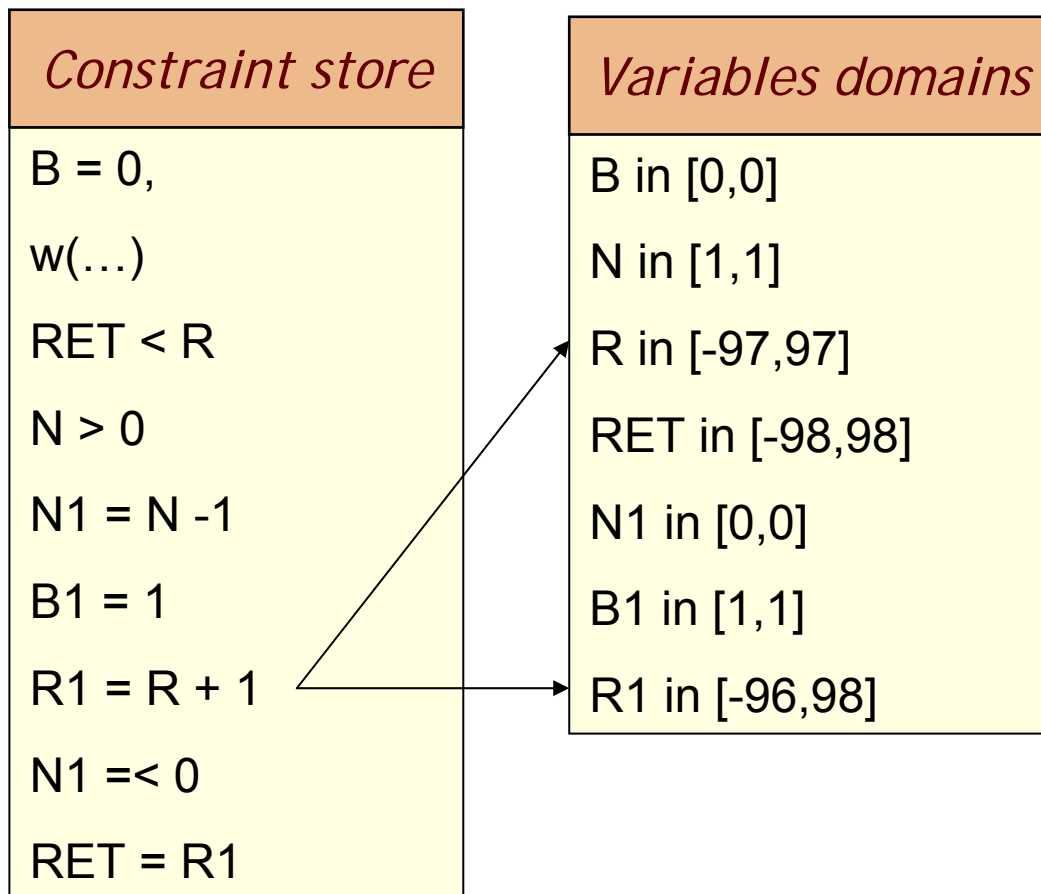 Constraint store
B = 0,
w(…)
RET < R
N > 0
N1 = N -1
B1 = 1
R1 = R + 1
N1 =< 0
RET = R1
Variables domains
B in [0,0]
N in [1,1]
R in [-97,97]
RET in [-98,98]
N1 in [0,0]
B1 in [1,1]
R1 in [-96,98]